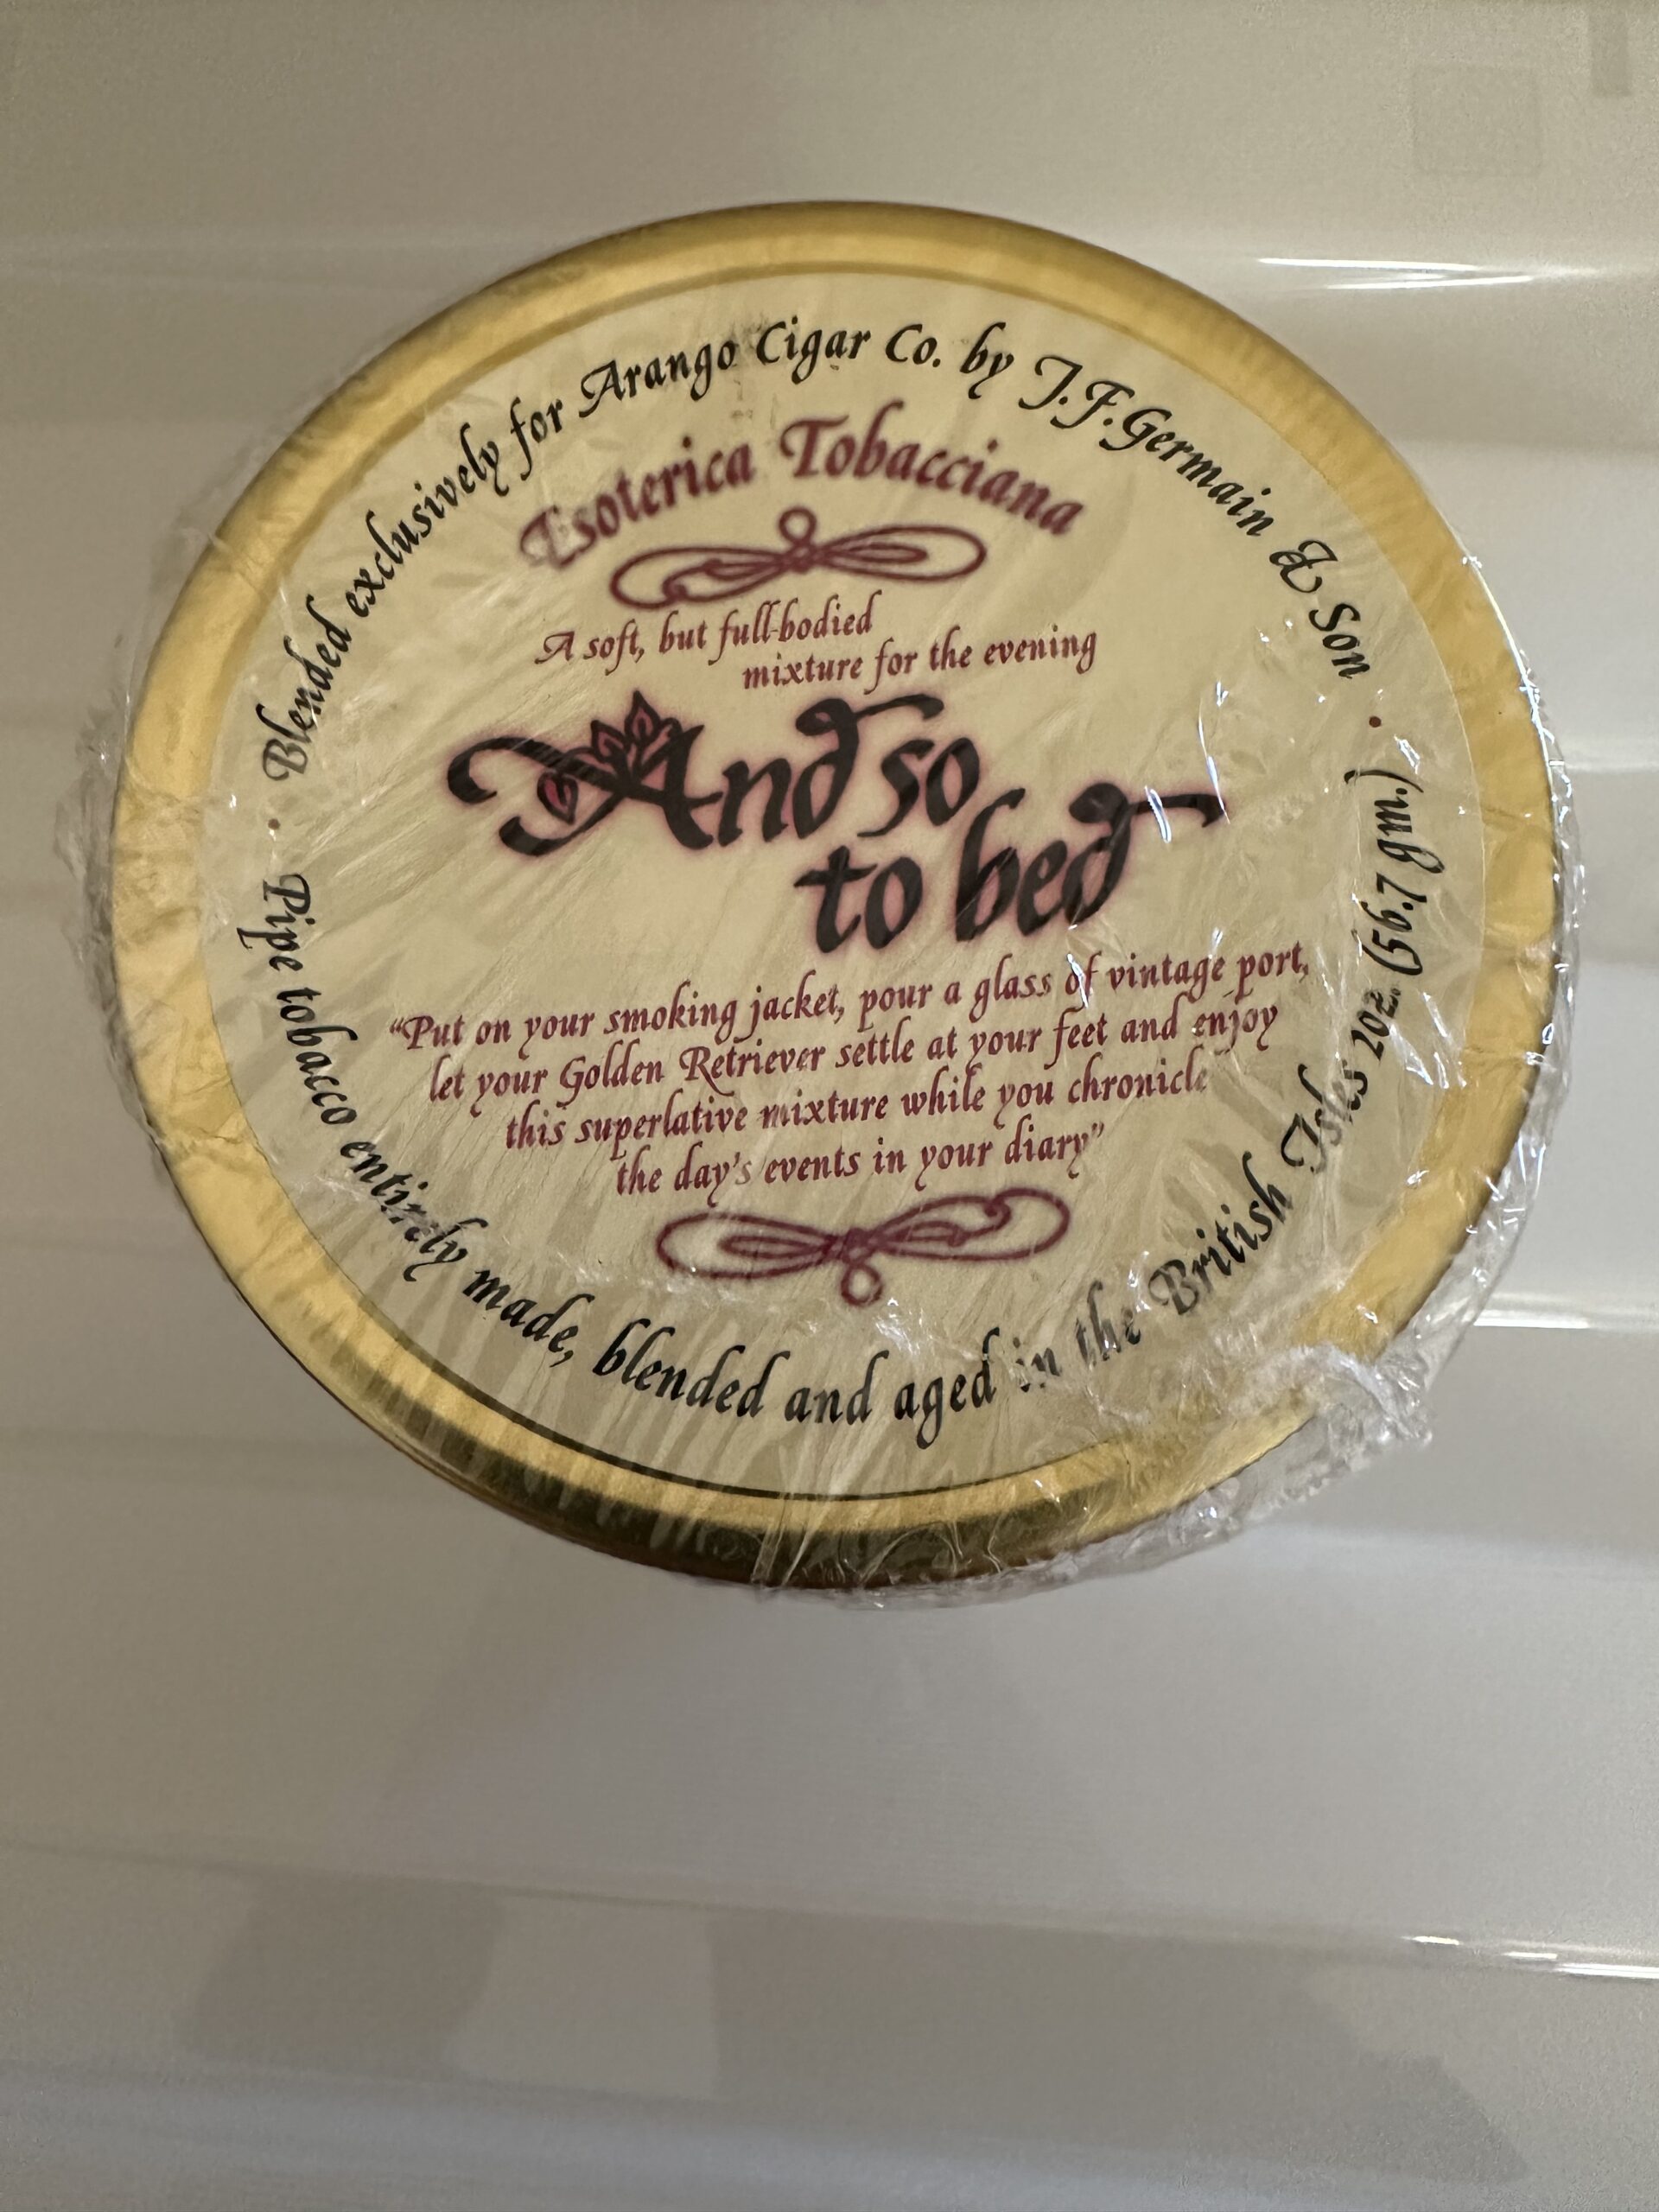 Blended exclusively for Arango Cigar Co. by J.F.Germain & Son
Esoterica Tobacciana
A soft, but full-bodied
mixture for the evening
And so
to bed
“Put on your smoking jacket, pour a glass of vintage port,
let your Golden Retriever settle at your feet and enjoy
this superlative mixture while you chronicle
the day's events in your diary”
Pipe tobacco entirely made, blended and aged in the British Isles 2oz. (56.7 gm.)